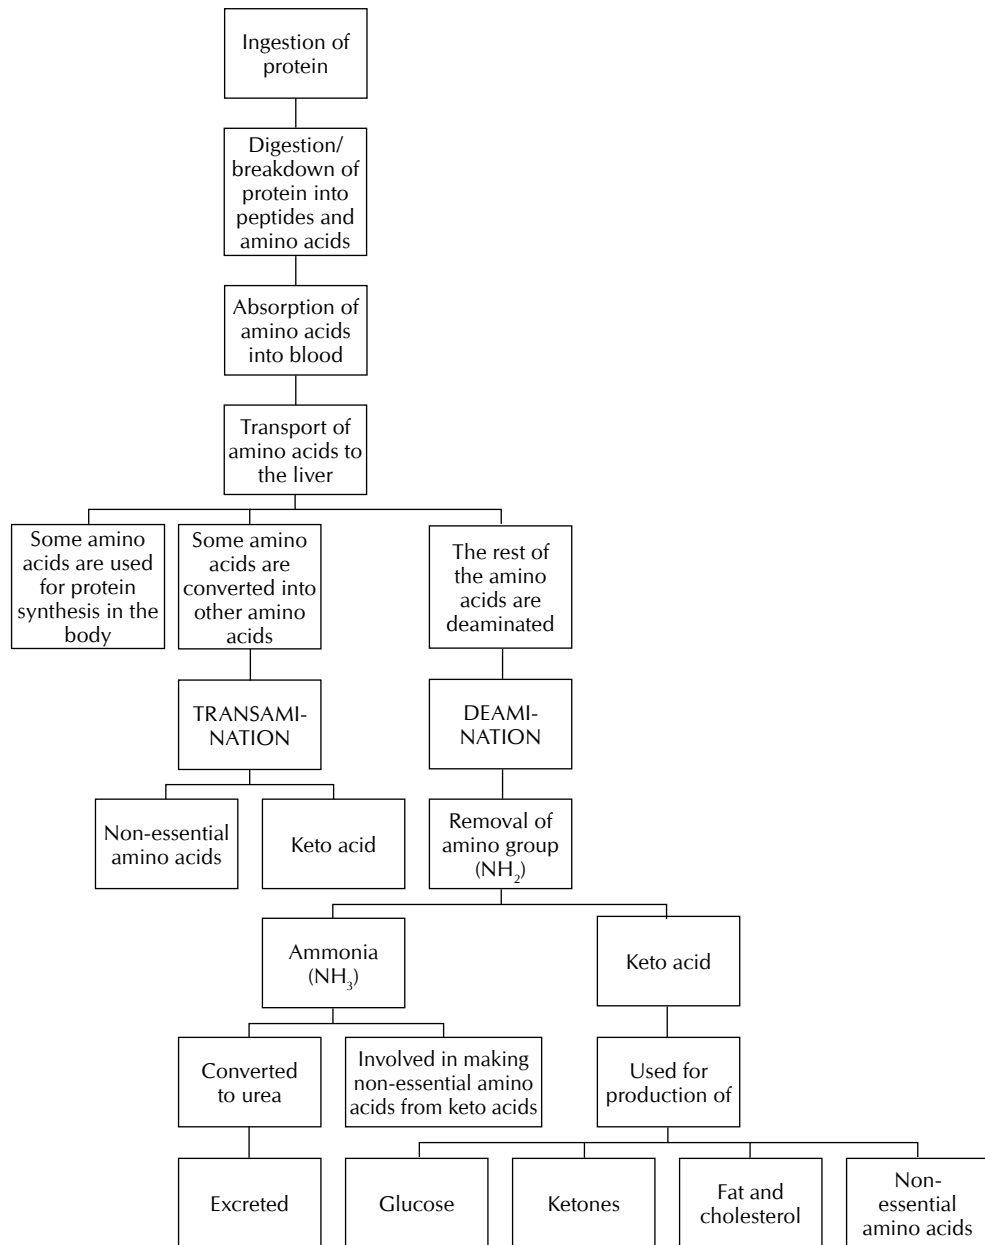 Ingestion of
protein
Digestion/
breakdown of
protein into
peptides and
amino acids
Absorption of
amino acids
into blood
Transport of
amino acids to
the liver
Some amino
acids are used
for protein
synthesis in the
body
Some amino
acids are
converted into
other amino
acids
The rest of
the amino
acids are
deaminated
TRANSAMI-
NATION
DEAMI-
NATION
Non-essential
amino acids
Keto acid
Removal of
amino group
(NH₂)
Ammonia
(NH₃)
Keto acid
Converted
to urea
Involved in making
non-essential amino
acids from keto acids
Used for
production of
Excreted
Glucose
Ketones
Fat and
cholesterol
Non-
essential
amino acids